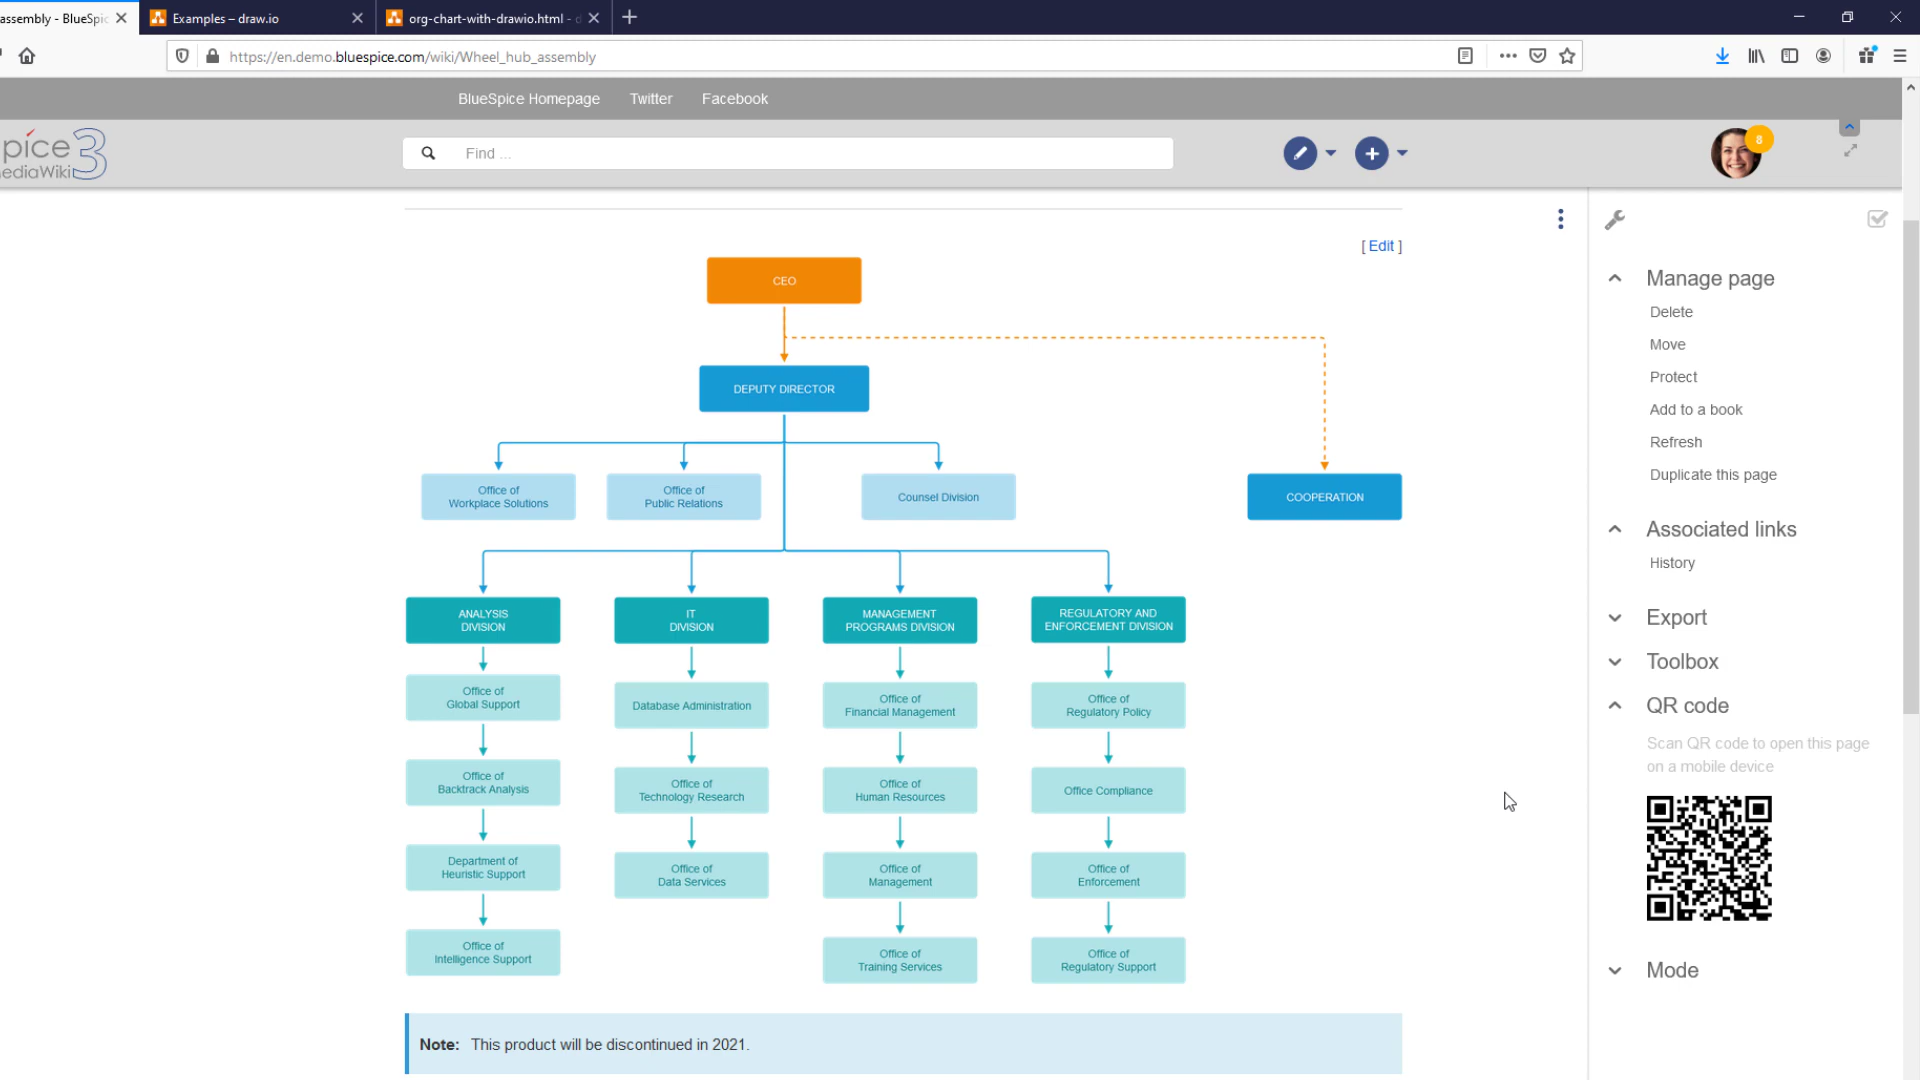 assembly - BlueSpic
Examples – draw.io
org-chart-with-drawio.html - d
https://en.demo.bluespice.com/wiki/Wheel_hub_assembly
BlueSpice Homepage
Twitter
Facebook
pice 3
ediaWiki
Find ...
8
[ Edit ]
CEO
DEPUTY DIRECTOR
Office of
Workplace Solutions
Office of
Public Relations
Counsel Division
COOPERATION
ANALYSIS
DIVISION
IT
DIVISION
MANAGEMENT
PROGRAMS DIVISION
REGULATORY AND
ENFORCEMENT DIVISION
Office of
Global Support
Database Administration
Office of
Financial Management
Office of
Regulatory Policy
Office of
Backtrack Analysis
Office of
Technology Research
Office of
Human Resources
Office Compliance
Department of
Heuristic Support
Office of
Data Services
Office of
Management
Office of
Enforcement
Office of
Intelligence Support
Office of
Training Services
Office of
Regulatory Support
Note: This product will be discontinued in 2021.
Manage page
Delete
Move
Protect
Add to a book
Refresh
Duplicate this page
Associated links
History
Export
Toolbox
QR code
Scan QR code to open this page
on a mobile device
Mode